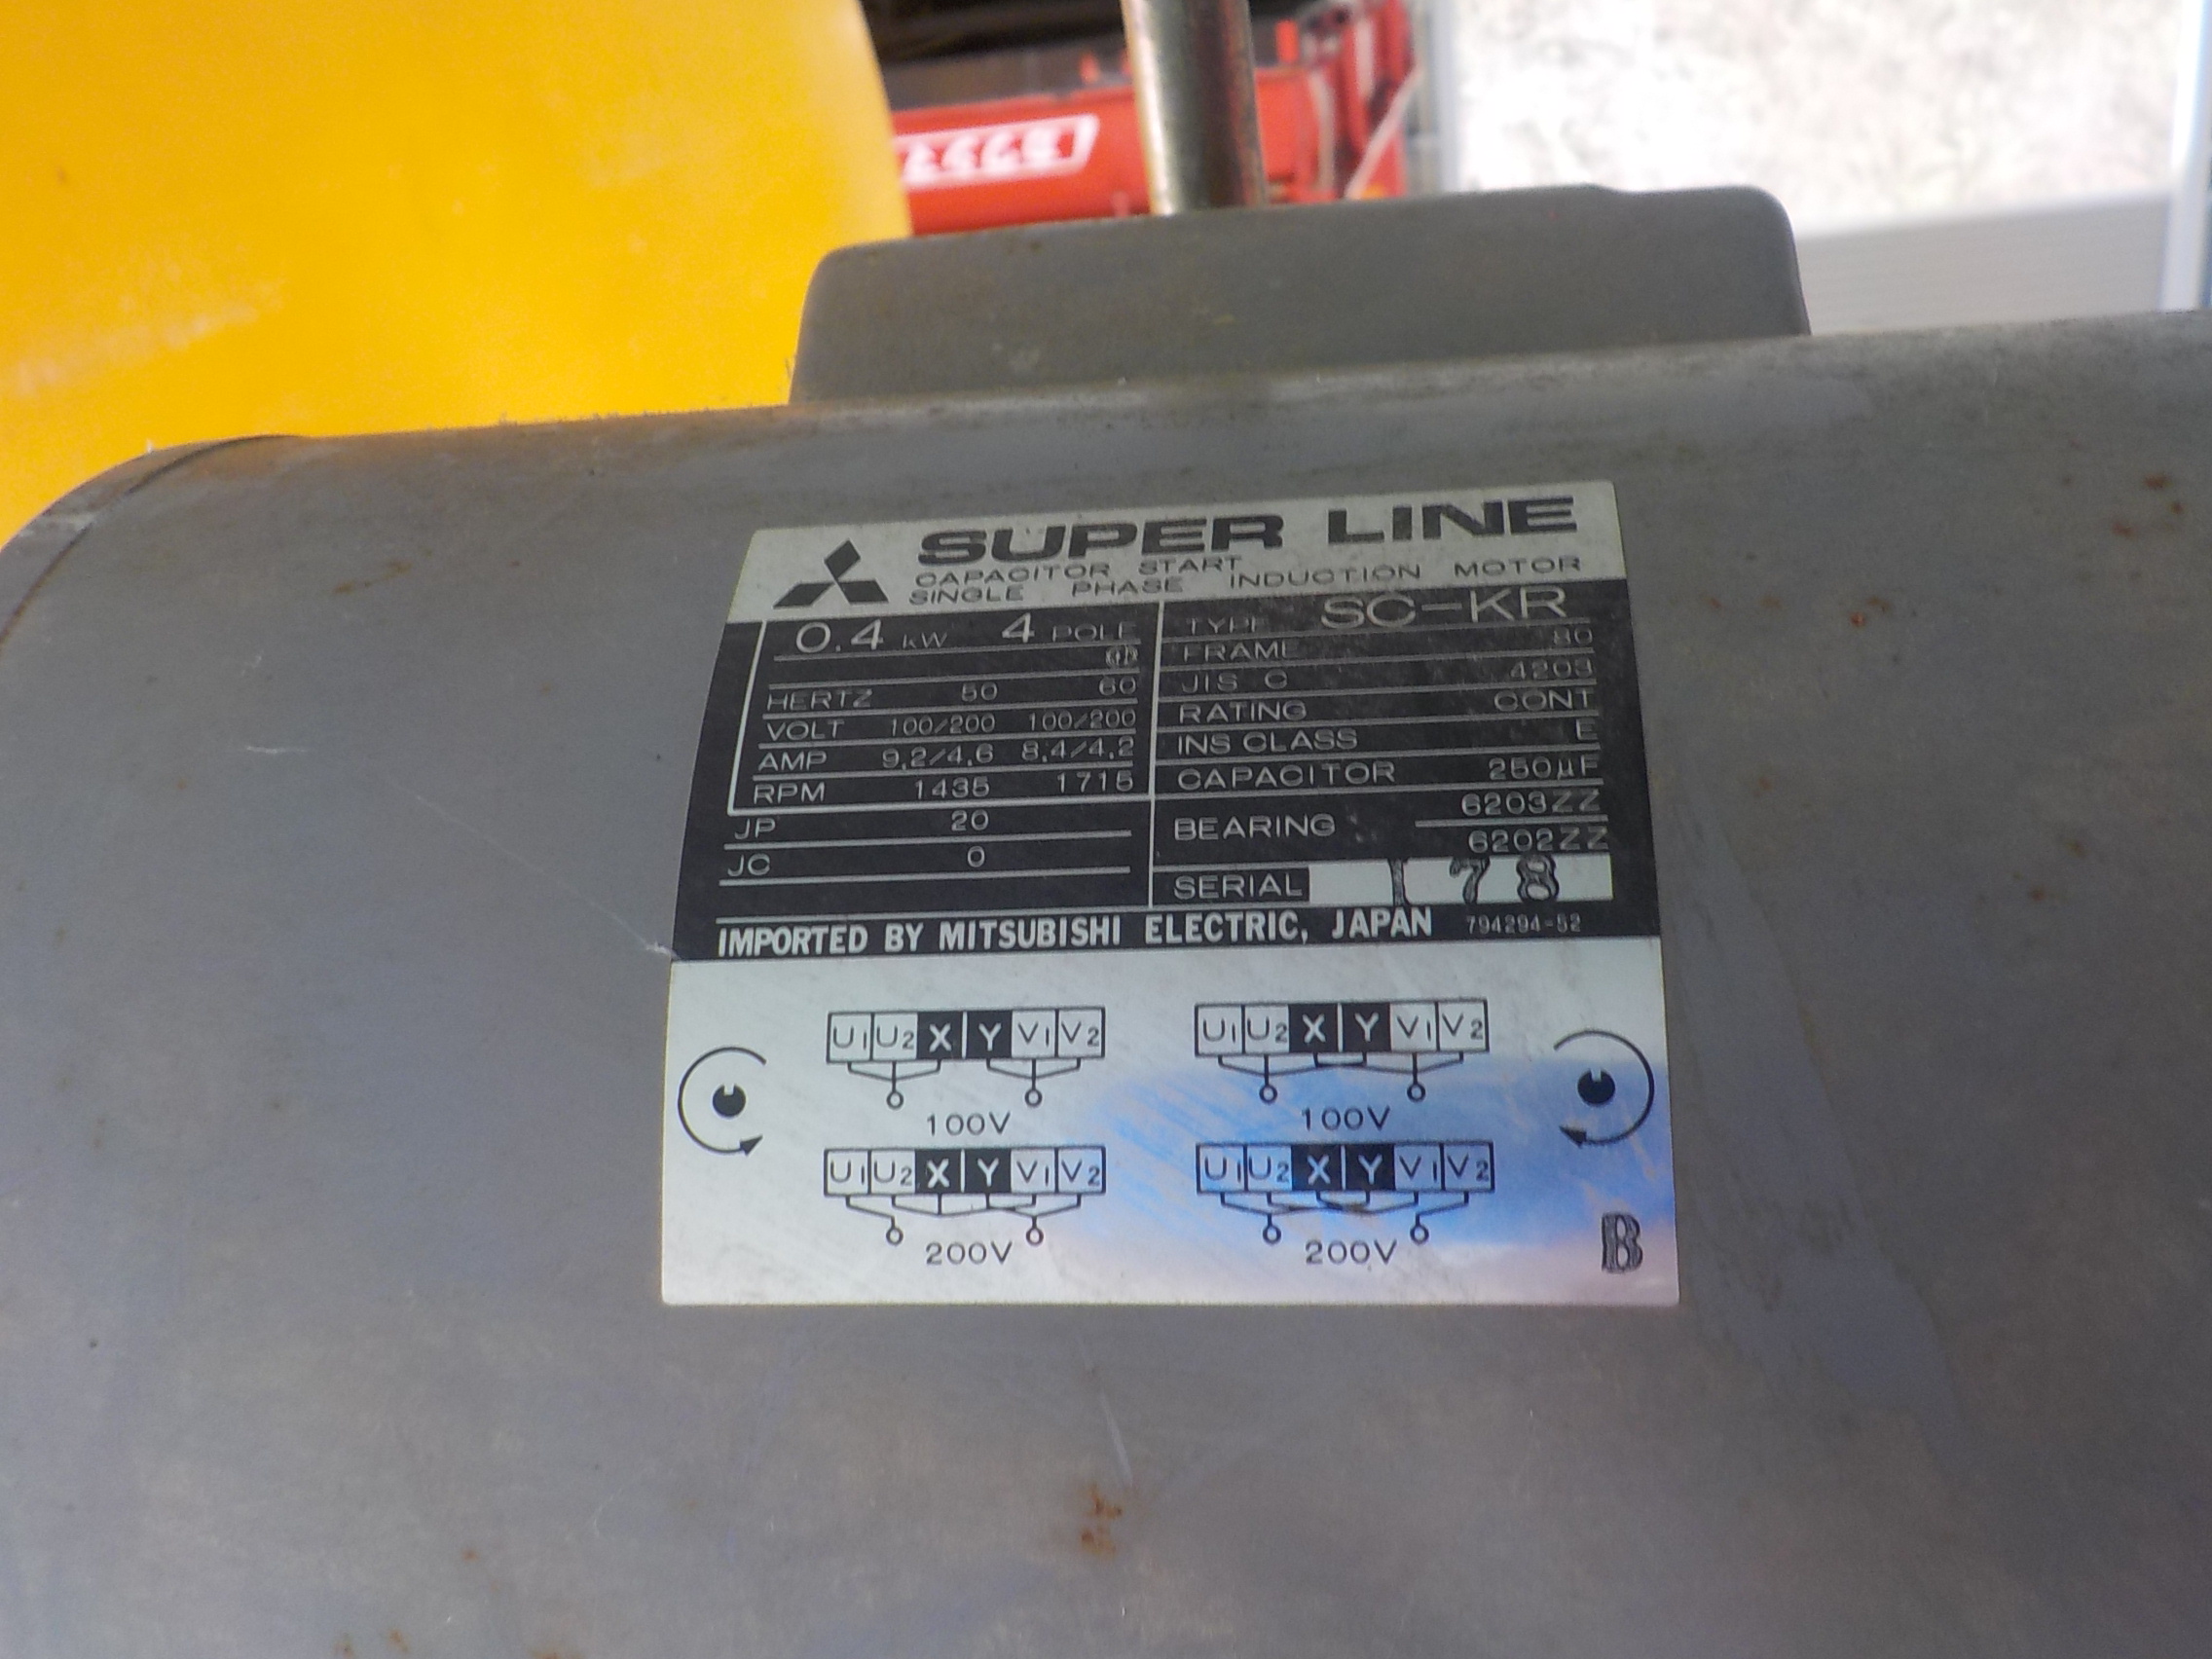 SUPER LINE
CAPACITOR START
SINGLE PHASE INDUCTION MOTOR
0.4 kW 4 POLE
HERTZ 50 60
VOLT 100/200 100/200
AMP 9.2/4.6 8.4/4.2
RPM 1435 1715
JP 20
JC 0
TYPE SC-KR
FRAME 80
JIS C 4203
RATING CONT
INS CLASS E
CAPACITOR 250μF
BEARING 6203ZZ
6202ZZ
SERIAL 178
IMPORTED BY MITSUBISHI ELECTRIC, JAPAN 794294-52
U1 U2 X Y V1 V2
100V
U1 U2 X Y V1 V2
100V
U1 U2 X Y V1 V2
200V
U1 U2 X Y V1 V2
200V
B